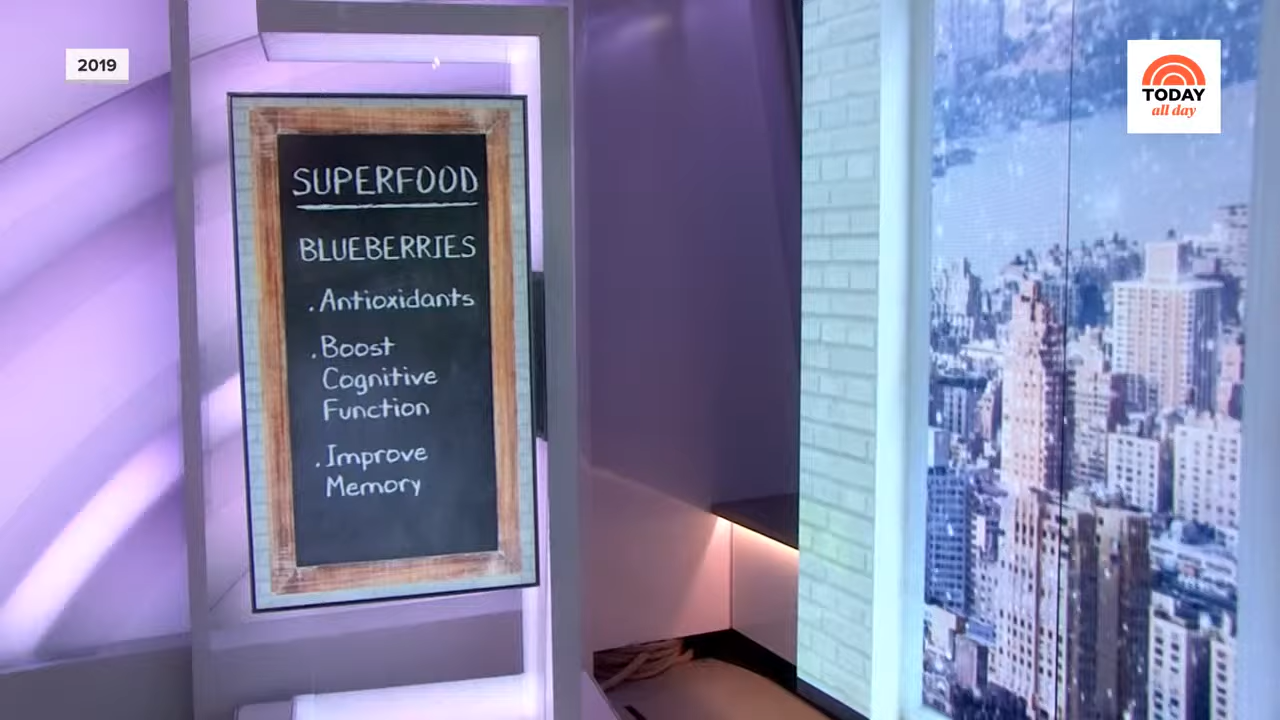 2019
TODAY
all day
SUPERFOOD
BLUEBERRIES
. Antioxidants
. Boost
Cognitive
Function
. Improve
Memory